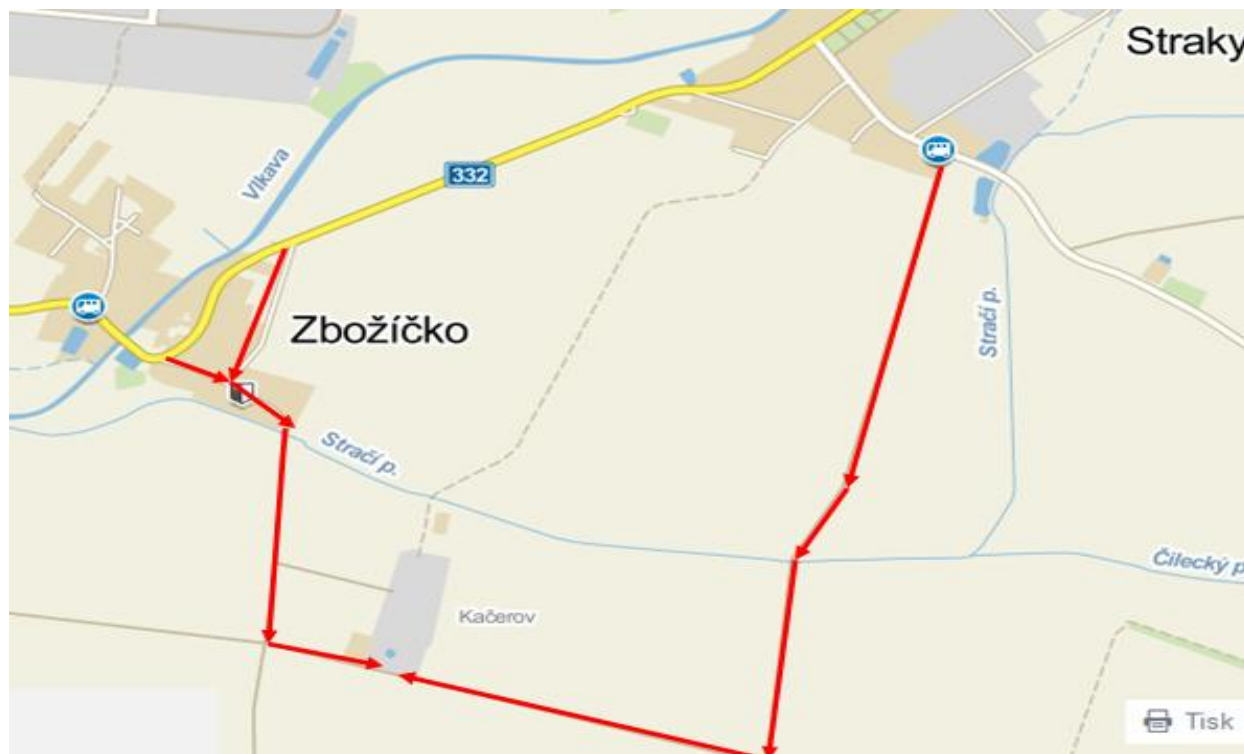 Straky
Vlkava
332
Zbožíčko
Stračí p.
Stračí p.
Čilecký p
Kačerov
Tisk